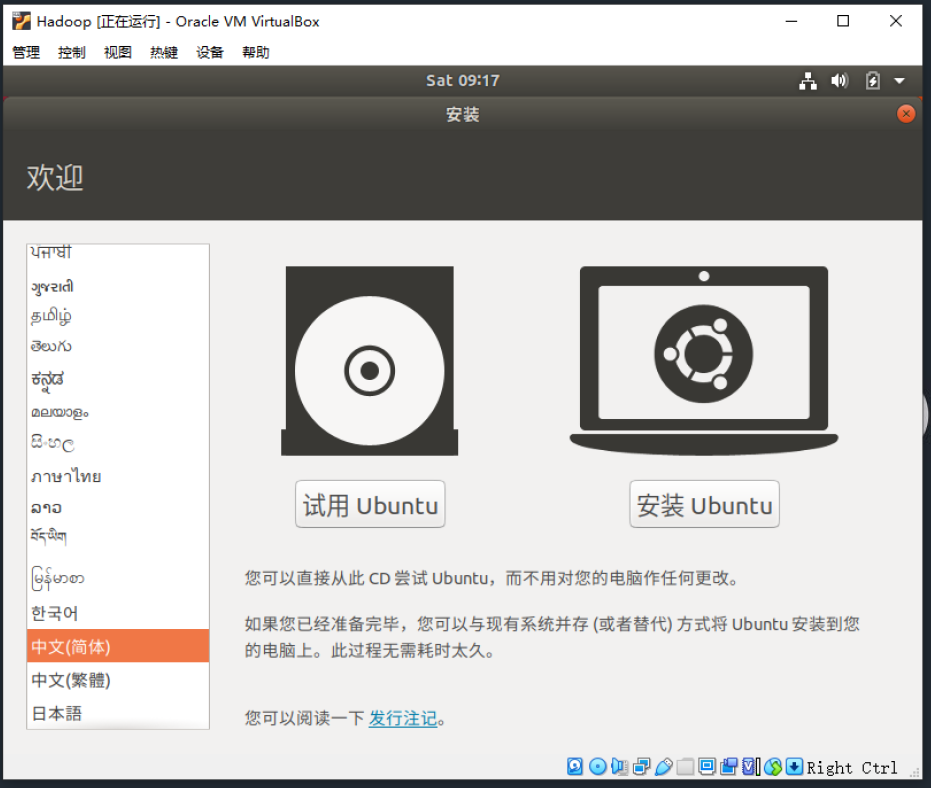 Hadoop [正在运行] - Oracle VM VirtualBox
管理 控制 视图 热键 设备 帮助
Sat 09:17
安装
欢迎
ਪੰਜਾਬੀ
ગુજરાતી
தமிழ்
తెలుగు
ಕನ್ನಡ
മലയാളം
සිංහල
ภาษาไทย
ລາວ
བོད་ཡིག
မြန်မာစာ
한국어
中文(简体)
中文(繁體)
日本語
试用 Ubuntu
安装 Ubuntu
您可以直接从此 CD 尝试 Ubuntu，而不用对您的电脑作任何更改。
如果您已经准备完毕，您可以与现有系统并存 (或者替代) 方式将 Ubuntu 安装到您
的电脑上。此过程无需耗时太久。
您可以阅读一下 发行注记。
Right Ctrl